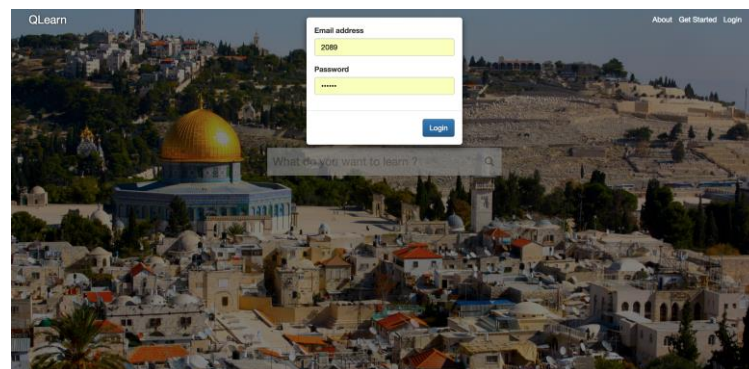 QLearn
About Get Started Login
Email address
2089
Password
••••••
Login
What do you want to learn ?